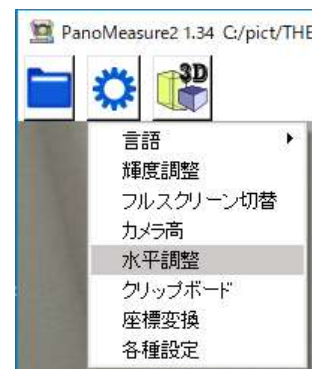 PanoMeasure2 1.34 C:/pict/THE
3D
言語
輝度調整
フルスクリーン切替
カメラ高
水平調整
クリップボード
座標変換
各種設定